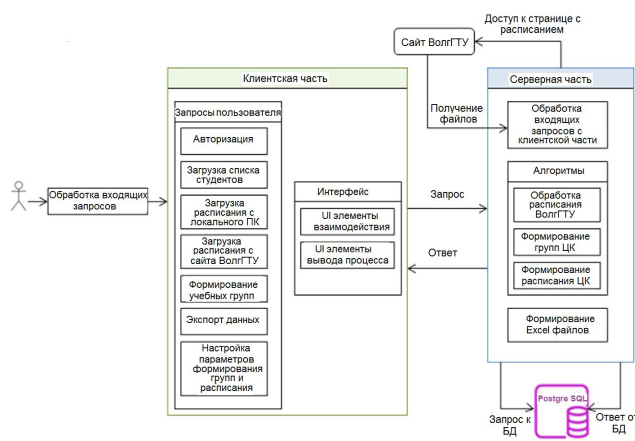 Доступ к странице с
расписанием
Сайт ВолгГТУ
Клиентская часть
Серверная часть
Запросы пользователя
Авторизация
Загрузка списка
студентов
Загрузка
расписания с
локального ПК
Загрузка
расписания с
сайта ВолгГТУ
Формирование
учебных групп
Экспорт данных
Настройка
параметров
формирования
групп и
расписания
Обработка входящих
запросов
Интерфейс
UI элементы
взаимодействия
UI элементы
вывода процесса
Получение
файлов
Запрос
Ответ
Обработка
входящих
запросов с
клиентской части
Алгоритмы
Обработка
расписания
ВолгГТУ
Формирование
групп ЦК
Формирование
расписания ЦК
Формирование
Excel файлов
Postgre SQL
Запрос к
БД
Ответ от
БД